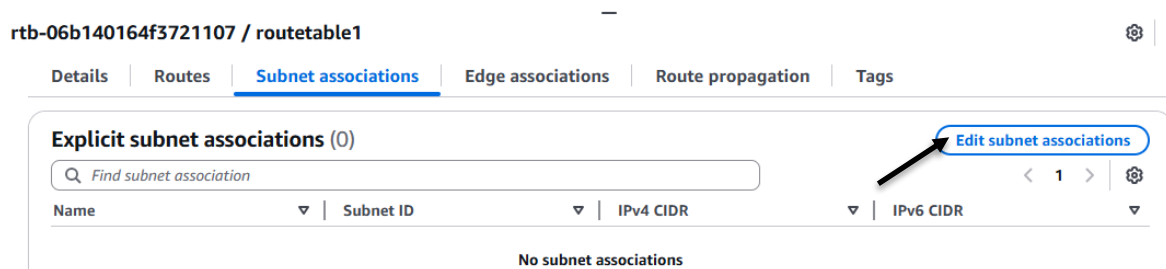 rtb-06b140164f3721107 / routetable1
Details Routes Subnet associations Edge associations Route propagation Tags
Explicit subnet associations (0) Edit subnet associations
Find subnet association 1
Name Subnet ID IPv4 CIDR IPv6 CIDR
No subnet associations